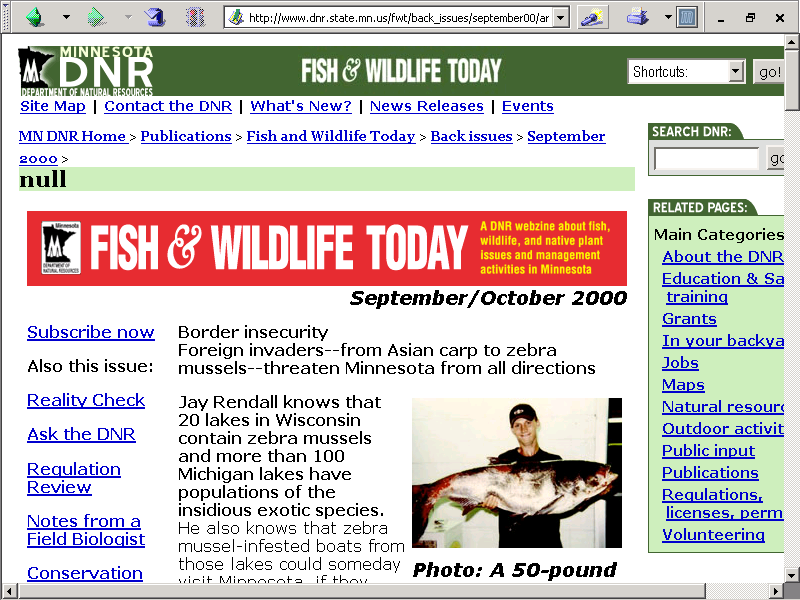 http://www.dnr.state.mn.us/fwt/back_issues/september00/ar
MINNESOTA
DNR
DEPARTMENT OF NATURAL RESOURCES
FISH & WILDLIFE TODAY
Shortcuts:
go!
Site Map | Contact the DNR | What's New? | News Releases | Events
MN DNR Home > Publications > Fish and Wildlife Today > Back issues > September
2000 >
null
Minnesota
DNR
DEPARTMENT OF
NATURAL RESOURCES
FISH & WILDLIFE TODAY
A DNR webzine about fish,
wildlife, and native plant
issues and management
activities in Minnesota
September/October 2000
Subscribe now
Also this issue:
Reality Check
Ask the DNR
Regulation
Review
Notes from a
Field Biologist
Conservation
Border insecurity
Foreign invaders--from Asian carp to zebra
mussels--threaten Minnesota from all directions
Jay Rendall knows that
20 lakes in Wisconsin
contain zebra mussels
and more than 100
Michigan lakes have
populations of the
insidious exotic species.
He also knows that zebra
mussel-infested boats from
those lakes could someday
visit Minnesota, if they
Photo: A 50-pound
SEARCH DNR:
go
RELATED PAGES:
Main Categories
About the DNR
Education & Sa
training
Grants
In your backya
Jobs
Maps
Natural resourc
Outdoor activit
Public input
Publications
Regulations,
licenses, perm
Volunteering